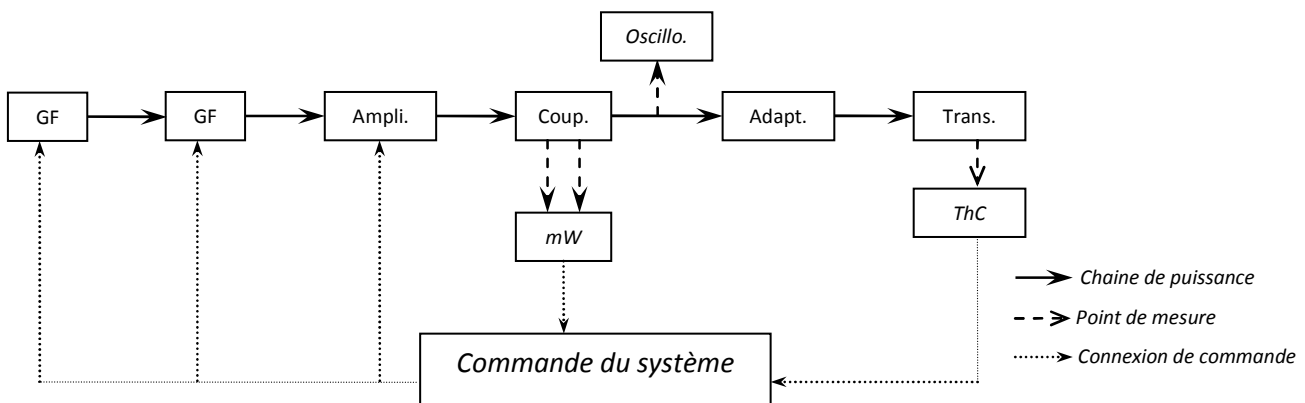 Oscillo.
GF
GF
Ampli.
Coup.
Adapt.
Trans.
mW
ThC
Chaine de puissance
Point de mesure
Connexion de commande
Commande du système